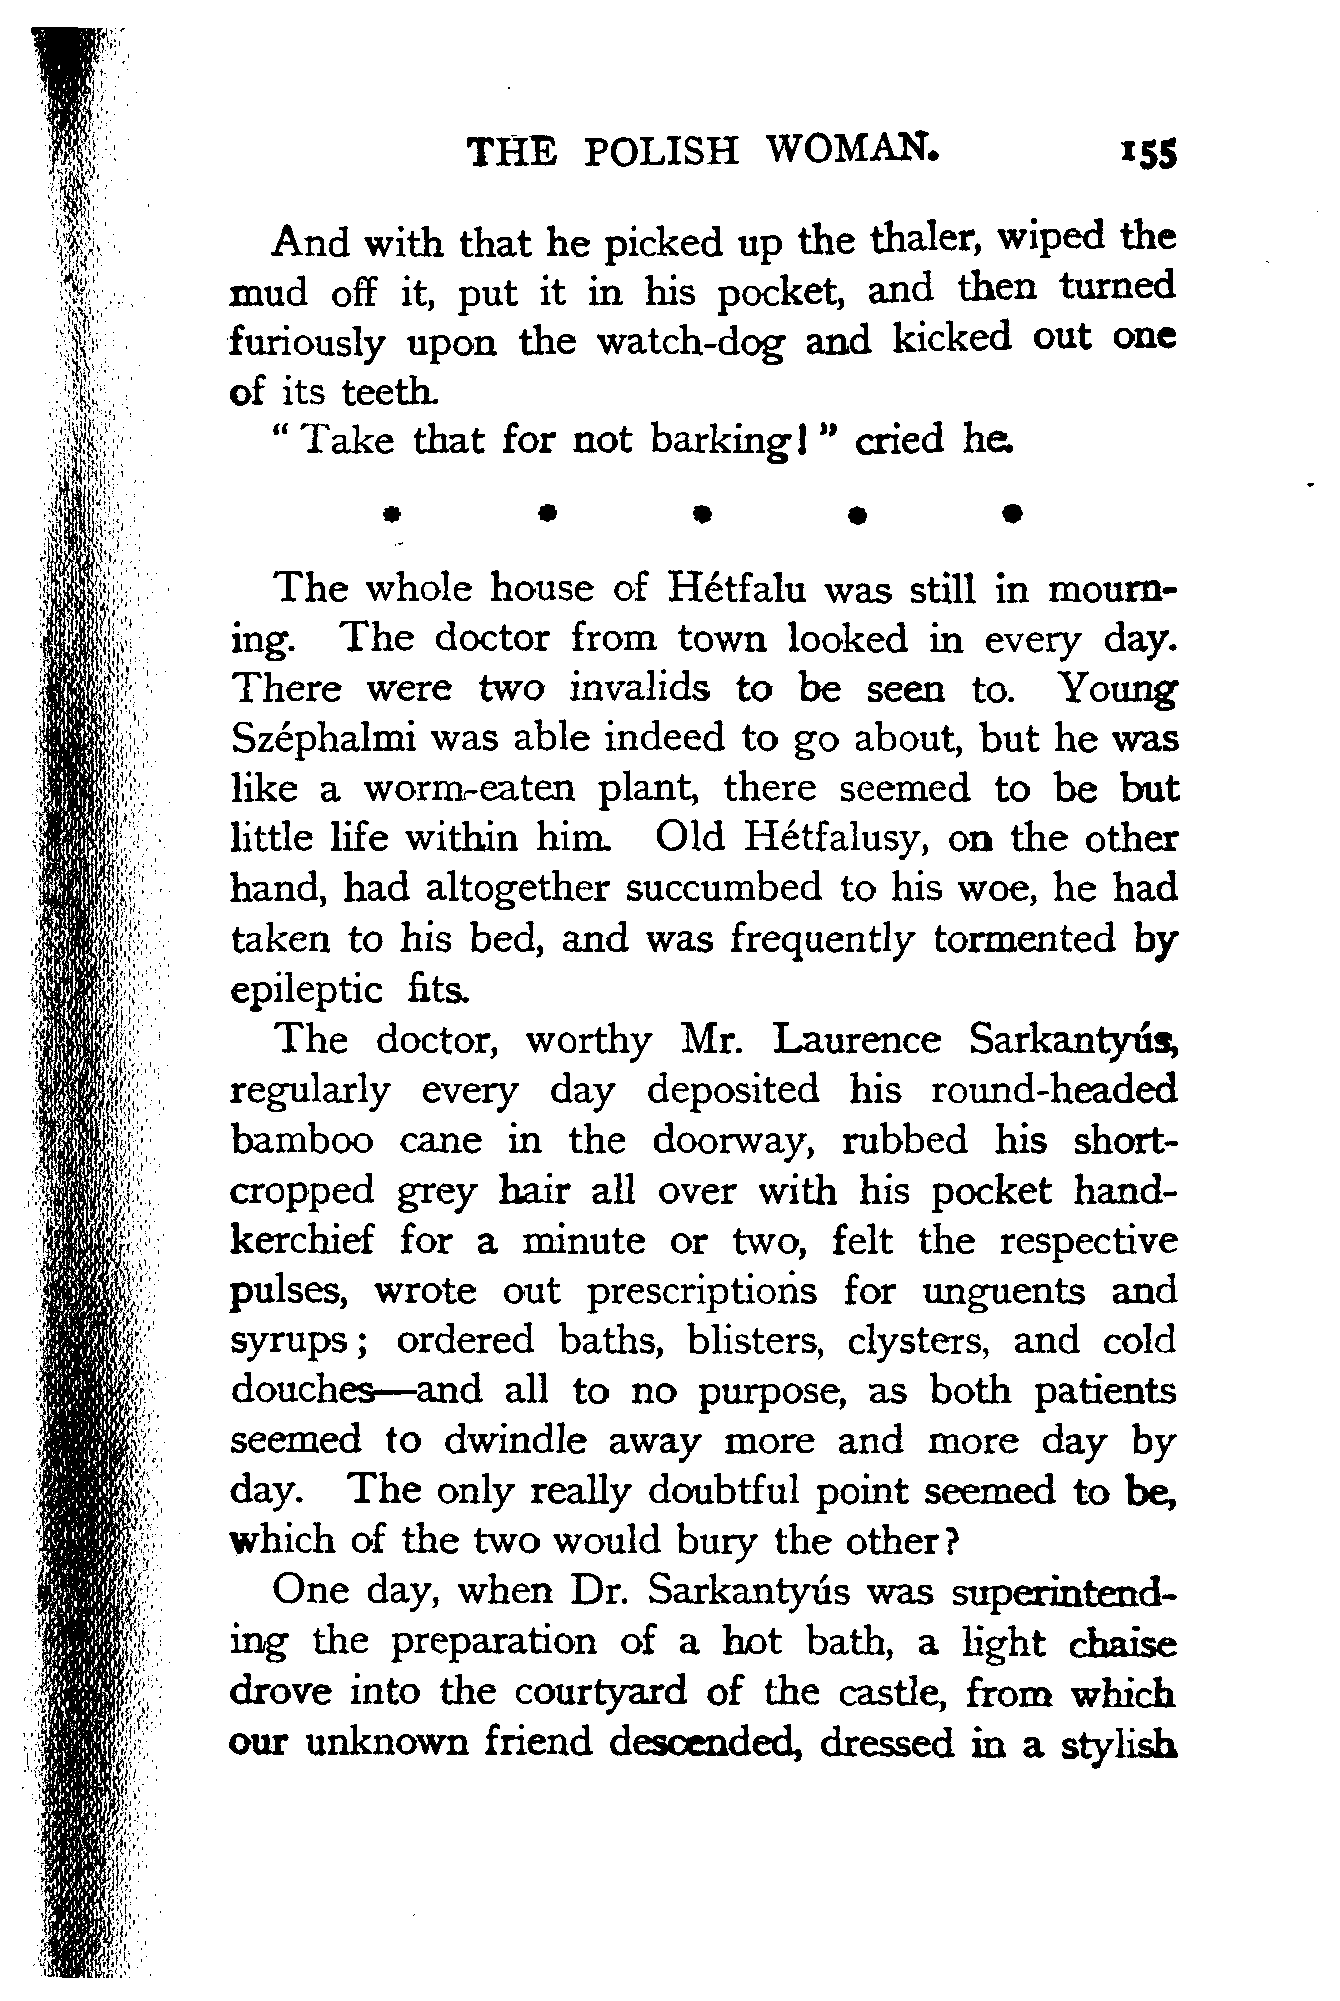 THE POLISH WOMAN. 155
And with that he picked up the thaler, wiped the
mud off it, put it in his pocket, and then turned
furiously upon the watch-dog and kicked out one
of its teeth.
" Take that for not barking! " cried he.
• • • • •
The whole house of Hétfalu was still in mourn-
ing. The doctor from town looked in every day.
There were two invalids to be seen to. Young
Széphalmi was able indeed to go about, but he was
like a worm-eaten plant, there seemed to be but
little life within him. Old Hétfalusy, on the other
hand, had altogether succumbed to his woe, he had
taken to his bed, and was frequently tormented by
epileptic fits.
The doctor, worthy Mr. Laurence Sarkantyús,
regularly every day deposited his round-headed
bamboo cane in the doorway, rubbed his short-
cropped grey hair all over with his pocket hand-
kerchief for a minute or two, felt the respective
pulses, wrote out prescriptions for unguents and
syrups ; ordered baths, blisters, clysters, and cold
douches—and all to no purpose, as both patients
seemed to dwindle away more and more day by
day. The only really doubtful point seemed to be,
which of the two would bury the other?
One day, when Dr. Sarkantyús was superintend-
ing the preparation of a hot bath, a light chaise
drove into the courtyard of the castle, from which
our unknown friend descended, dressed in a stylish